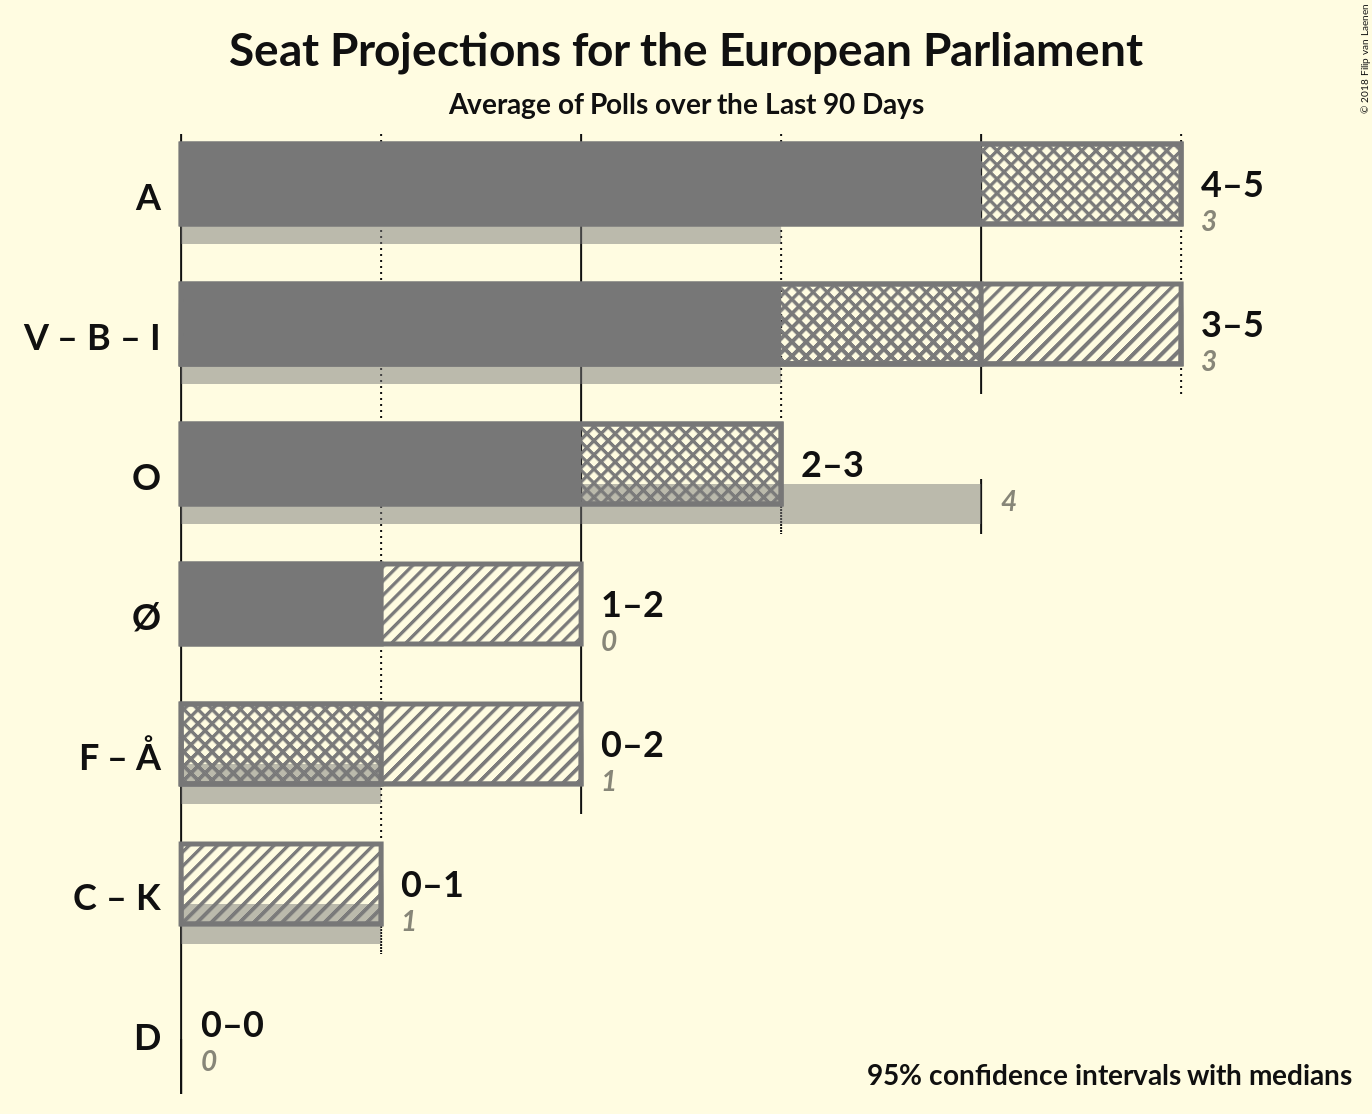 Seat Projections for the European Parliament
Average of Polls over the Last 90 Days
© 2018 Filip van Laenen
A
4–5
3
V – B – I
3–5
3
O
2–3
4
Ø
1–2
0
F – Å
0–2
1
C – K
0–1
1
D
0–0
0
95% confidence intervals with medians